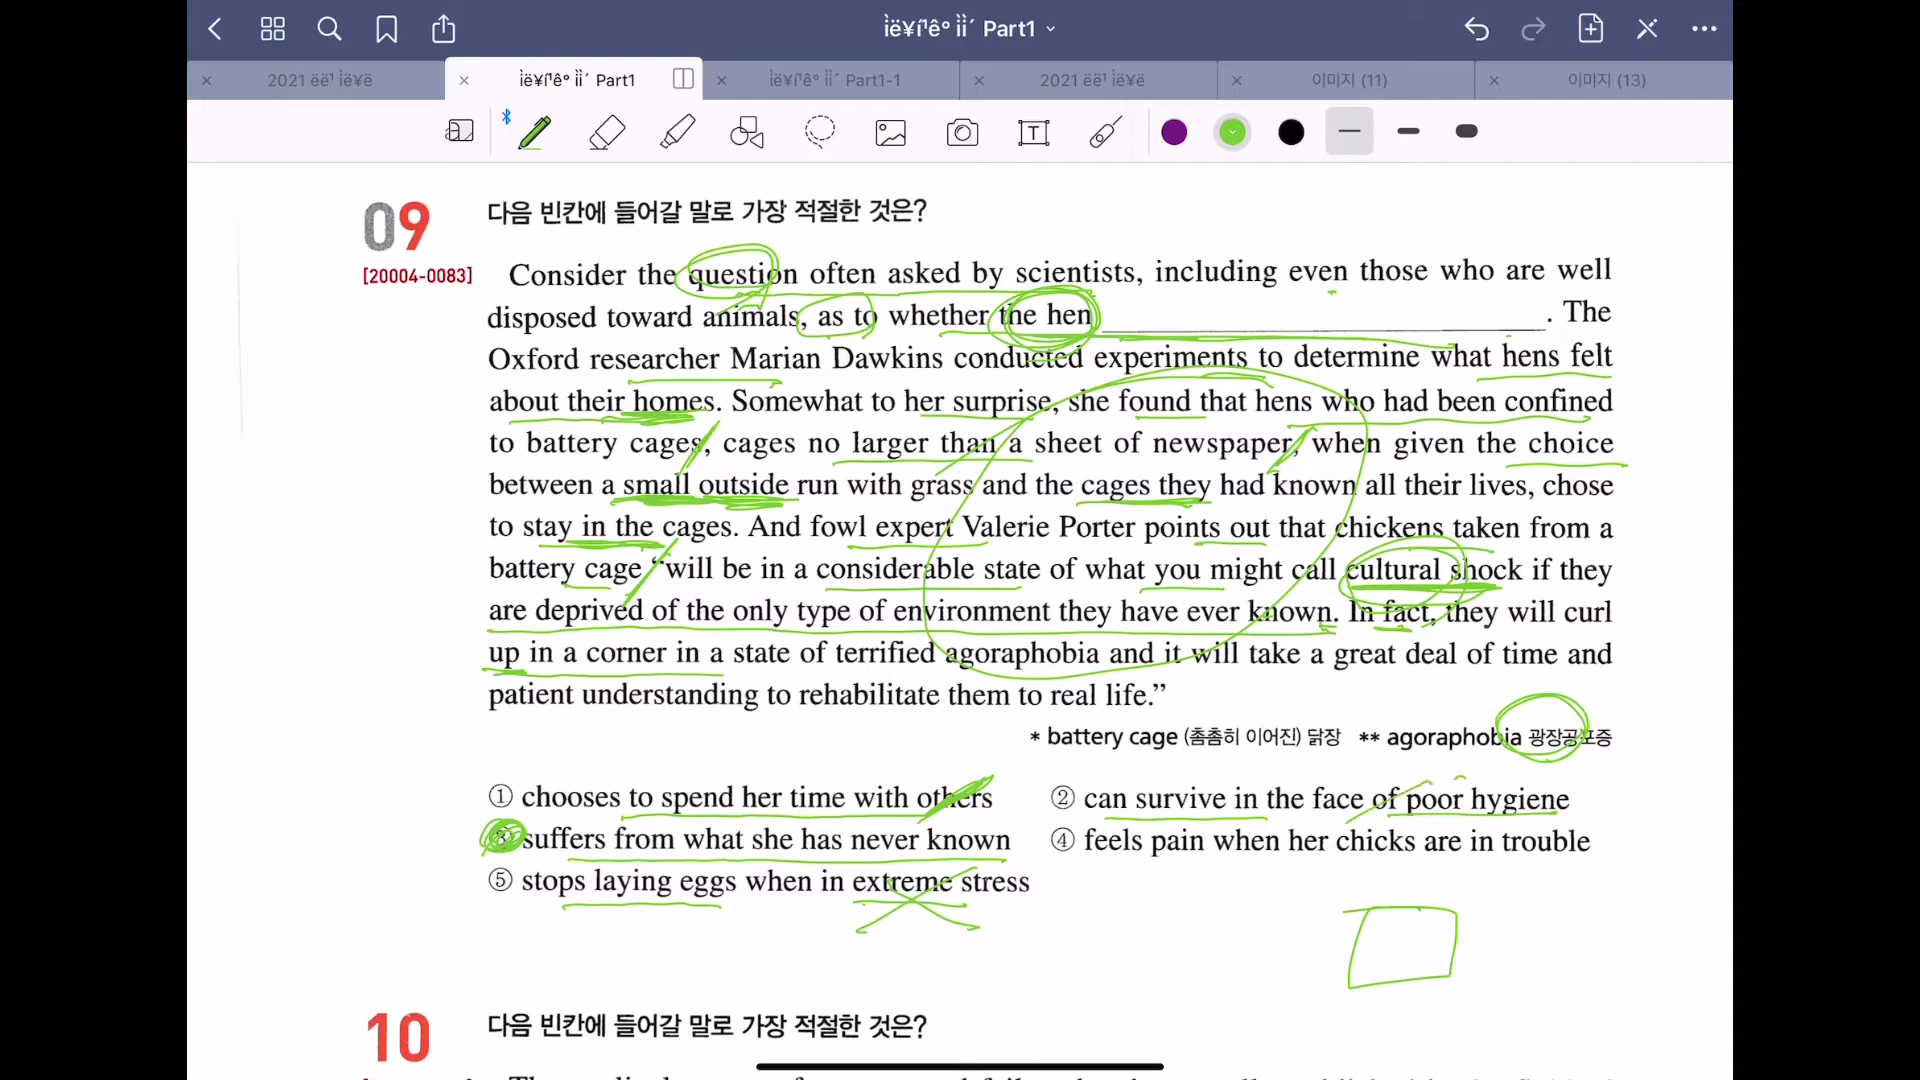 Ìë¥í'ê° Ìì´ Part1
2021 ëë¹ Ìë¥ë
Ìë¥í'ê° Ìì´ Part1
Ìë¥í'ê° Ìì´ Part1-1
2021 ëë¹ Ìë¥ë
이미지 (11)
이미지 (13)
09
[20004-0083]
다음 빈칸에 들어갈 말로 가장 적절한 것은?
Consider the question often asked by scientists, including even those who are well
disposed toward animals, as to whether the hen ______________________________. The
Oxford researcher Marian Dawkins conducted experiments to determine what hens felt
about their homes. Somewhat to her surprise, she found that hens who had been confined
to battery cages, cages no larger than a sheet of newspaper, when given the choice
between a small outside run with grass and the cages they had known all their lives, chose
to stay in the cages. And fowl expert Valerie Porter points out that chickens taken from a
battery cage “will be in a considerable state of what you might call cultural shock if they
are deprived of the only type of environment they have ever known. In fact, they will curl
up in a corner in a state of terrified agoraphobia and it will take a great deal of time and
patient understanding to rehabilitate them to real life.”
* battery cage (촘촘히 이어진) 닭장 ** agoraphobia 광장공포증
① chooses to spend her time with others
② can survive in the face of poor hygiene
③ suffers from what she has never known
④ feels pain when her chicks are in trouble
⑤ stops laying eggs when in extreme stress
10
다음 빈칸에 들어갈 말로 가장 적절한 것은?